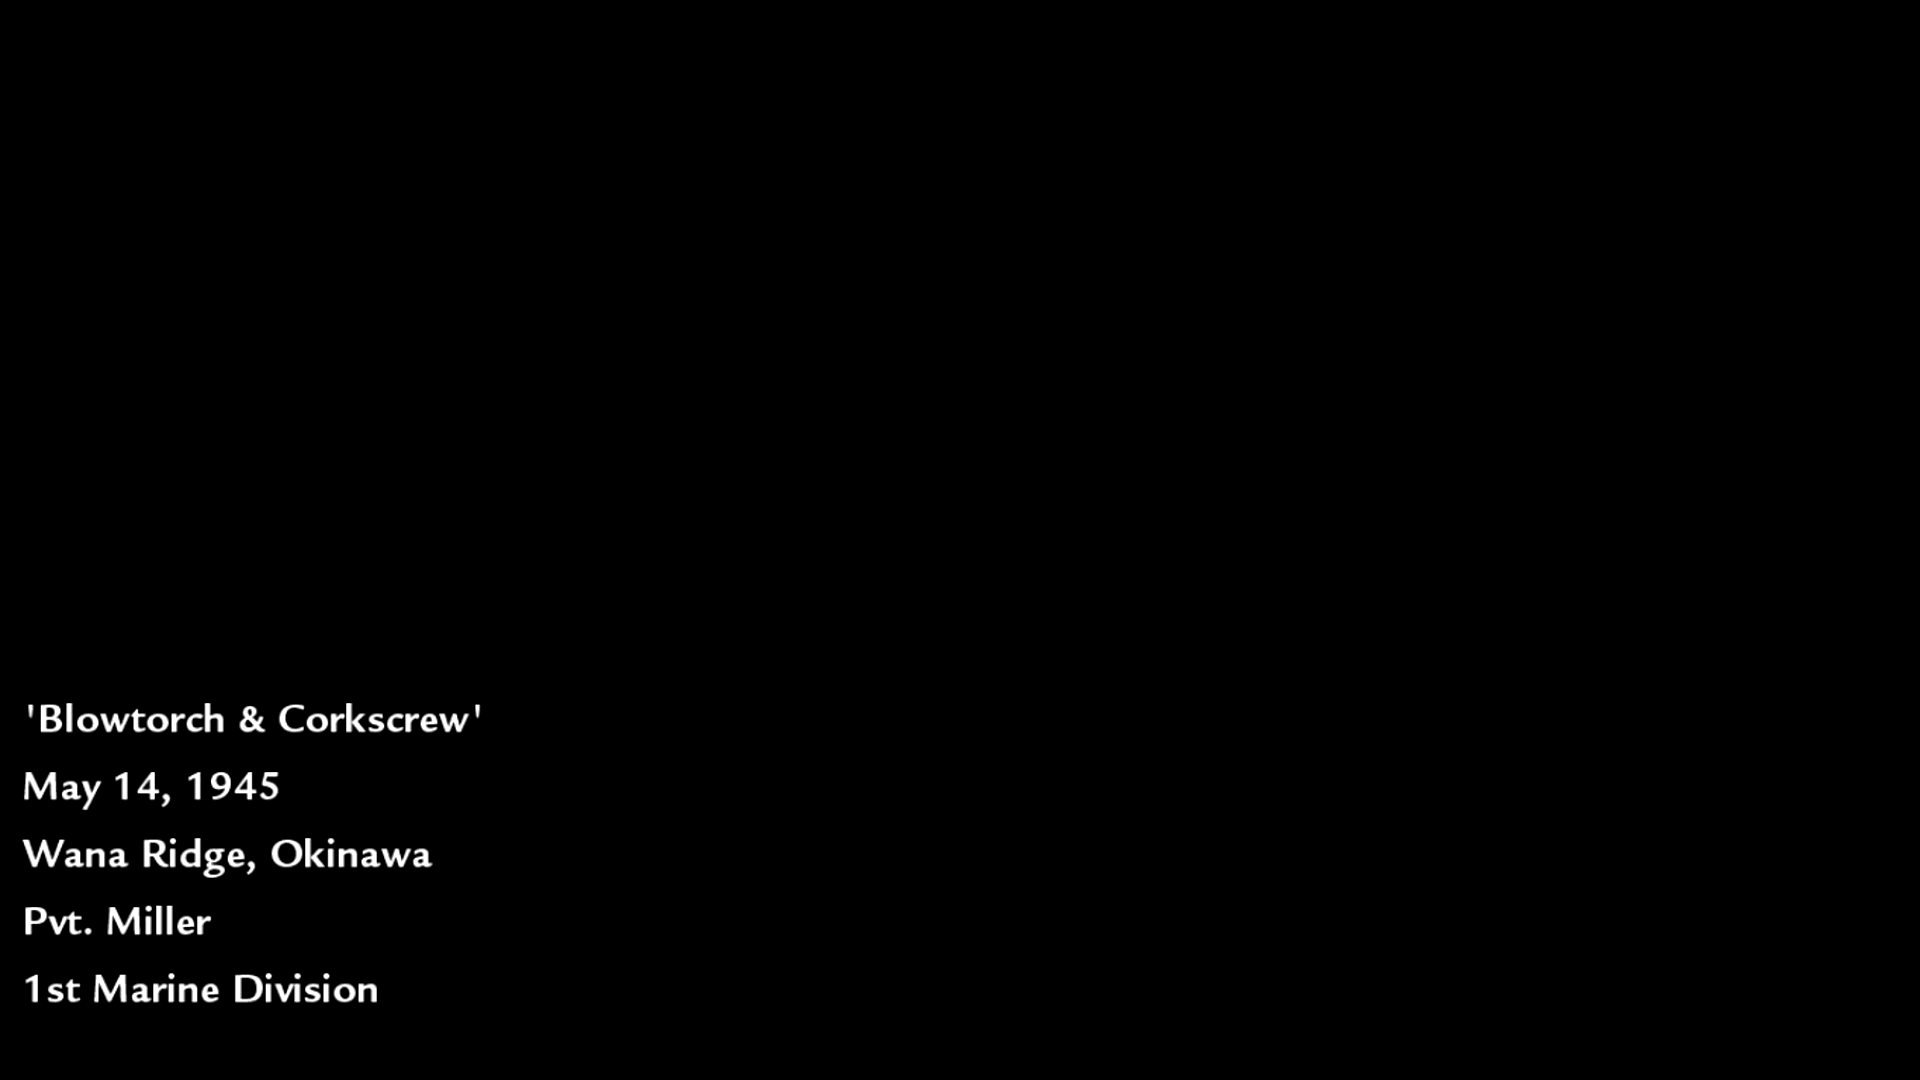 'Blowtorch & Corkscrew'
May 14, 1945
Wana Ridge, Okinawa
Pvt. Miller
1st Marine Division